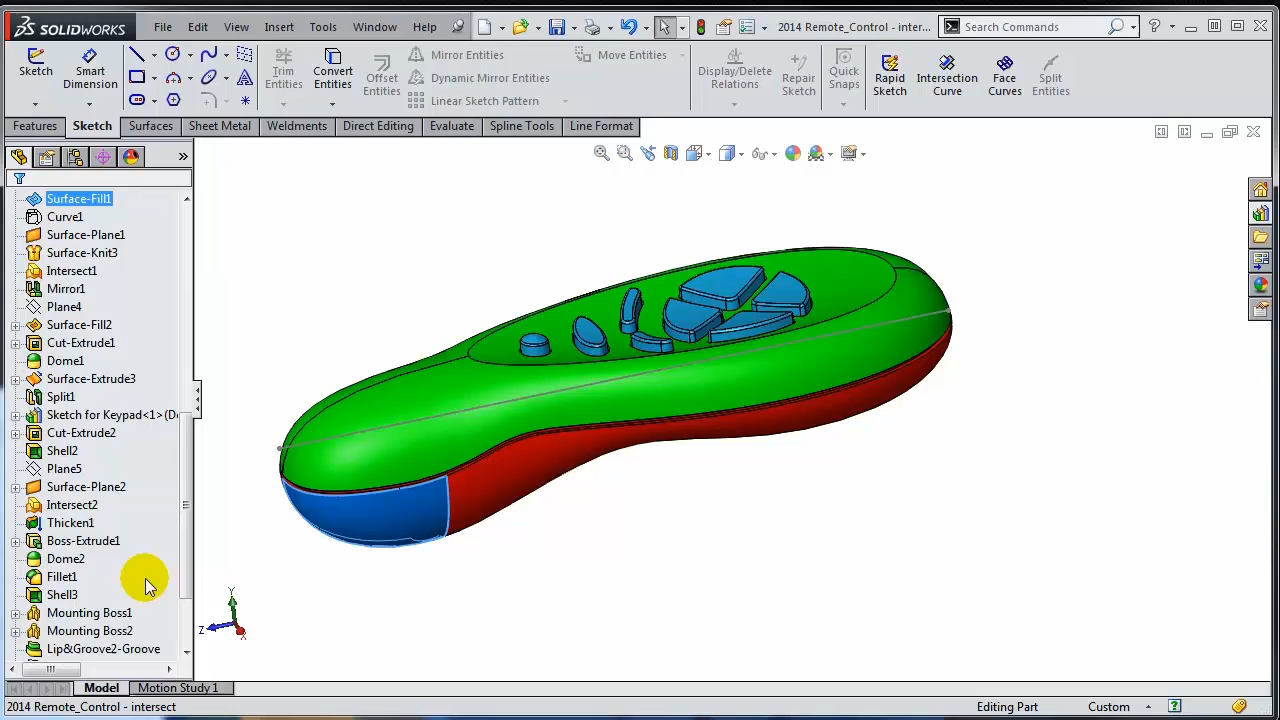 SOLIDWORKS File Edit View Insert Tools Window Help 2014 Remote_Control - inter... Search Commands
Sketch Smart Dimension Trim Entities Convert Entities Offset Entities Mirror Entities Dynamic Mirror Entities Linear Sketch Pattern Move Entities Display/Delete Relations Repair Sketch Quick Snaps Rapid Sketch Intersection Curve Face Curves Split Entities
Features Sketch Surfaces Sheet Metal Weldments Direct Editing Evaluate Spline Tools Line Format
Surface-Fill1
Curve1
Surface-Plane1
Surface-Knit3
Intersect1
Mirror1
Plane4
Surface-Fill2
Cut-Extrude1
Dome1
Surface-Extrude3
Split1
Sketch for Keypad<1>(D
Cut-Extrude2
Shell2
Plane5
Surface-Plane2
Intersect2
Thicken1
Boss-Extrude1
Dome2
Fillet1
Shell3
Mounting Boss1
Mounting Boss2
Lip&Groove2-Groove
Y
Z
X
Model Motion Study 1
2014 Remote_Control - intersect Editing Part Custom